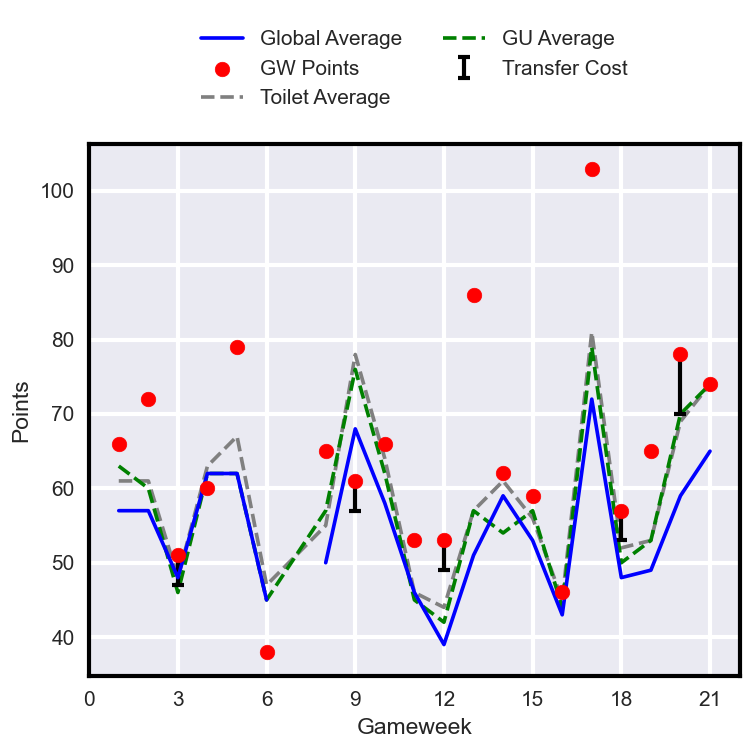 Global Average
GW Points
Toilet Average
GU Average
Transfer Cost
Points
100
90
80
70
60
50
40
0 3 6 9 12 15 18 21
Gameweek